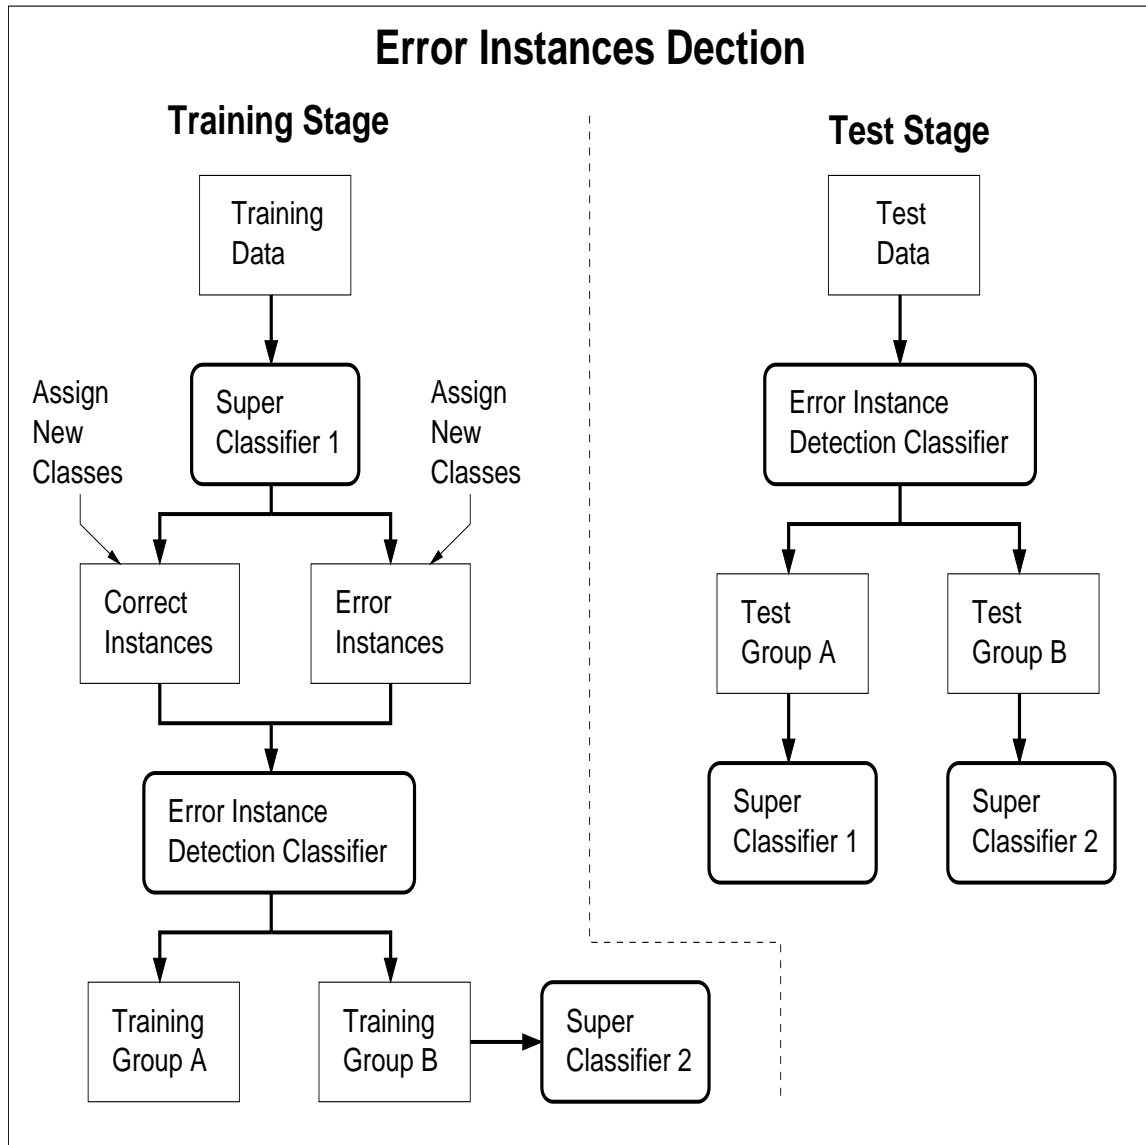 Error Instances Dection
Training Stage
Training
Data
Assign
New
Classes
Super
Classifier 1
Assign
New
Classes
Correct
Instances
Error
Instances
Error Instance
Detection Classifier
Training
Group A
Training
Group B
Super
Classifier 2
Test Stage
Test
Data
Error Instance
Detection Classifier
Test
Group A
Test
Group B
Super
Classifier 1
Super
Classifier 2